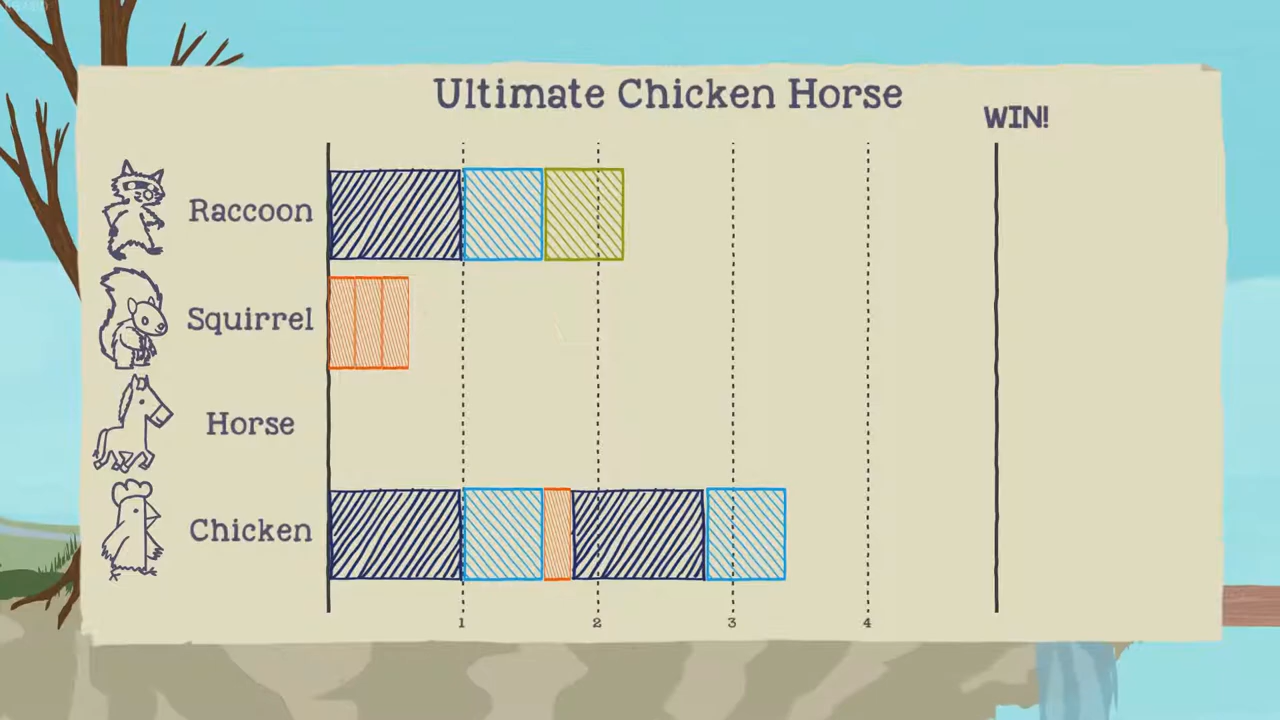 Ultimate Chicken Horse
WIN!
Raccoon
Squirrel
Horse
Chicken
1 2 3 4